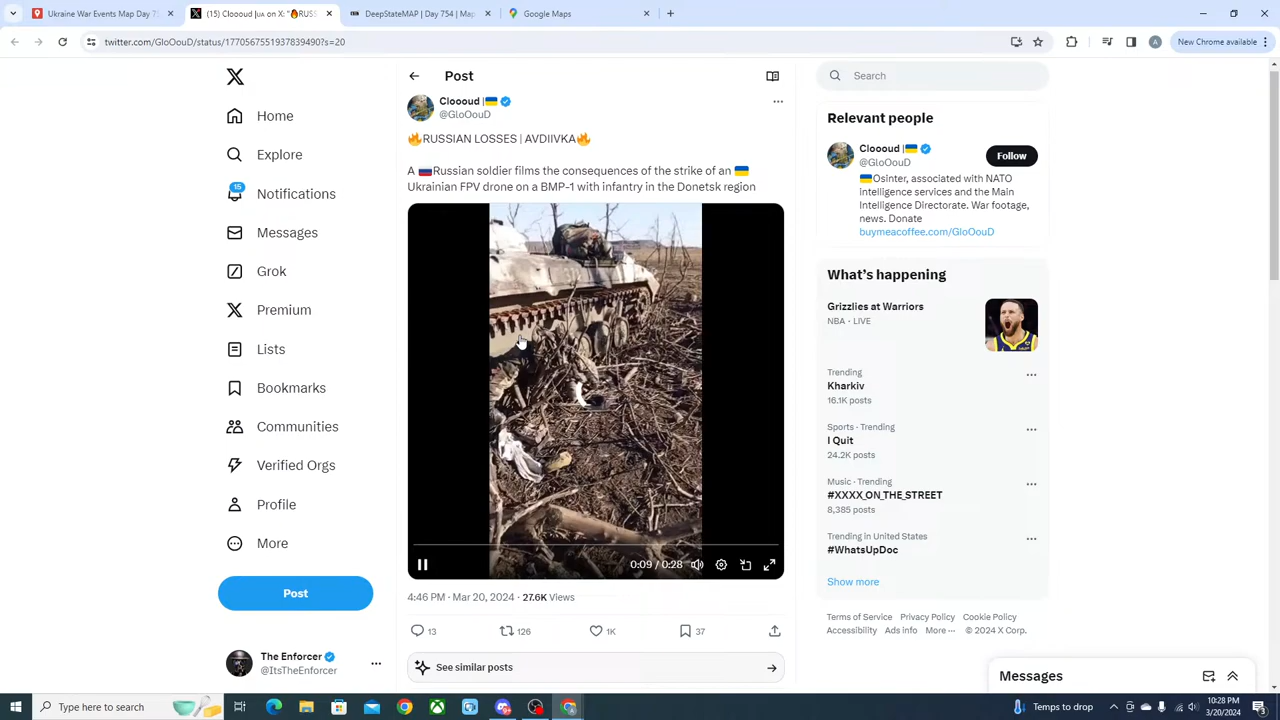 Ukraine War Events Map Day 75
(15) Cloooud |UA on X: "🔥RUSS
DeepStateMAP | Day 754 | Map
Google Maps
twitter.com/GloOouD/status/1770567551937839490?s=20
New Chrome available
Home
Explore
15
Notifications
Messages
Grok
Premium
Lists
Bookmarks
Communities
Verified Orgs
Profile
More
Post
The Enforcer
@ItsTheEnforcer
Post
Cloooud |🇺🇦
@GloOouD
🔥RUSSIAN LOSSES | AVDIIVKA🔥
A 🇷🇺Russian soldier films the consequences of the strike of an 🇺🇦
Ukrainian FPV drone on a BMP-1 with infantry in the Donetsk region
0:09 / 0:28
4:46 PM · Mar 20, 2024 · 27.6K Views
13
126
1K
37
See similar posts
Search
Relevant people
Cloooud |🇺🇦
@GloOouD
Follow
🇺🇦Osinter, associated with NATO
intelligence services and the Main
Intelligence Directorate. War footage,
news. Donate
buymeacoffee.com/GloOouD
What's happening
Grizzlies at Warriors
NBA · LIVE
Trending
Kharkiv
16.1K posts
Sports · Trending
I Quit
24.2K posts
Music · Trending
#XXXX_ON_THE_STREET
8,385 posts
Trending in United States
#WhatsUpDoc
Show more
Terms of Service Privacy Policy Cookie Policy
Accessibility Ads info More ··· © 2024 X Corp.
Messages
Type here to search
Temps to drop
10:28 PM
3/20/2024